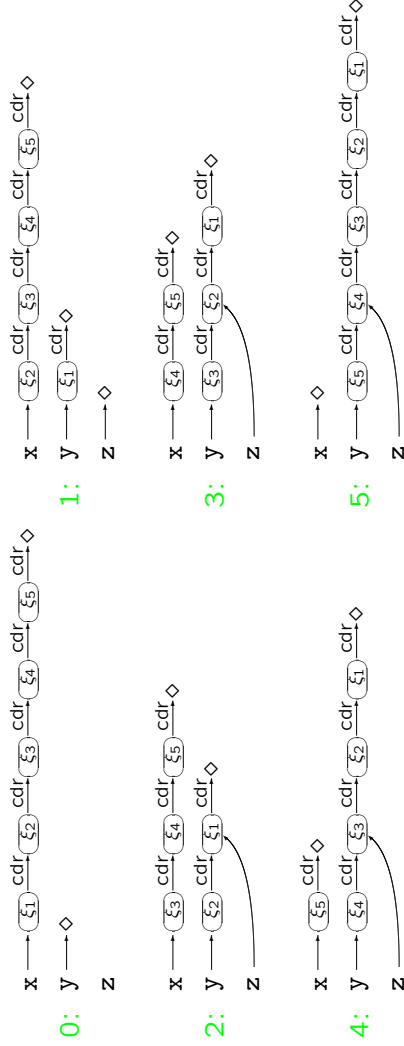 x ξ1 cdr ξ2 cdr ξ3 cdr ξ4 cdr ξ5 cdr
0: y
z
x ξ2 cdr ξ3 cdr ξ4 cdr ξ5 cdr
1: y ξ1 cdr
z
x ξ3 cdr ξ4 cdr ξ5 cdr
2: y ξ2 cdr ξ1 cdr
z
x ξ4 cdr ξ5 cdr
3: y ξ3 cdr ξ2 cdr ξ1 cdr
z
x ξ5 cdr
4: y ξ4 cdr ξ3 cdr ξ2 cdr ξ1 cdr
z
x
5: y ξ5 cdr ξ4 cdr ξ3 cdr ξ2 cdr ξ1 cdr
z